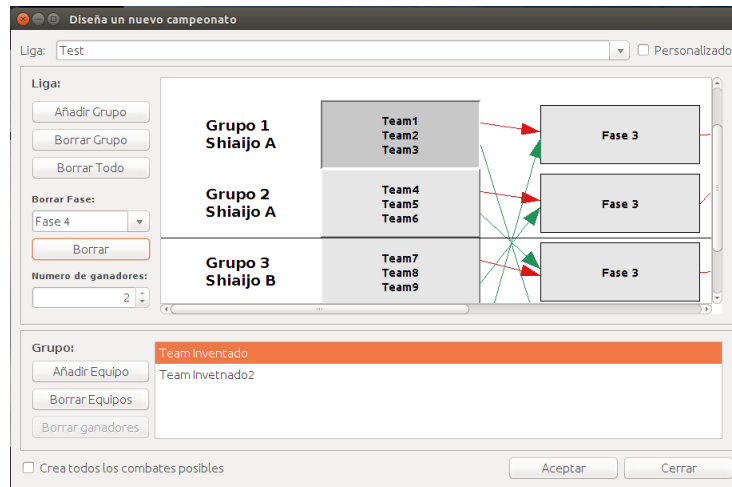 Diseña un nuevo campeonato
Liga: Test Personalizado
Liga:
Añadir Grupo
Borrar Grupo
Borrar Todo
Borrar Fase:
Fase 4
Borrar
Numero de ganadores:
2
Grupo 1
Shiaijo A
Team1
Team2
Team3
Fase 3
Grupo 2
Shiaijo A
Team4
Team5
Team6
Fase 3
Grupo 3
Shiaijo B
Team7
Team8
Team9
Fase 3
Grupo:
Añadir Equipo
Borrar Equipos
Borrar ganadores
Team Inventado
Team Invetnado2
Crea todos los combates posibles
Aceptar
Cerrar